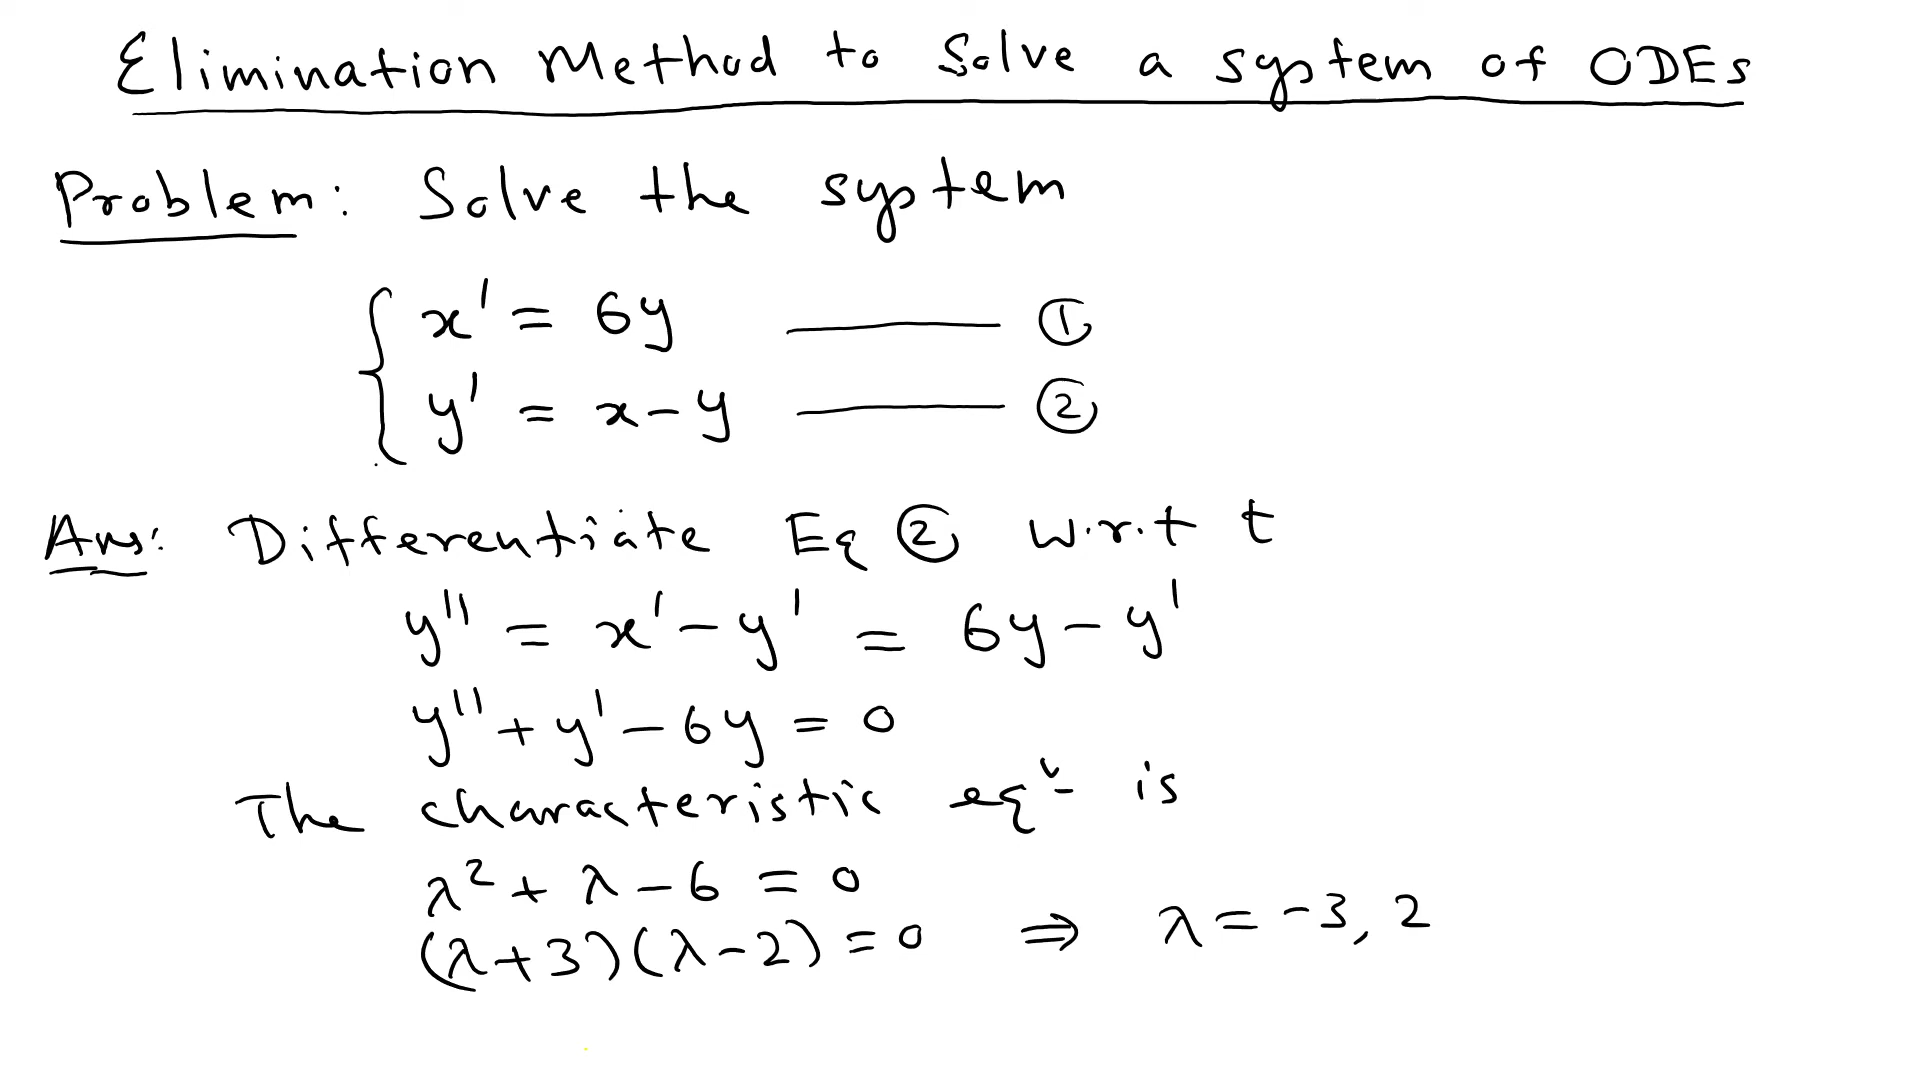 Elimination Method to Solve a system of ODEs
Problem: Solve the system
x' = 6y ——— ①
y' = x - y ——— ②
Ans: Differentiate Eq ② w.r.t t
y'' = x' - y' = 6y - y'
y'' + y' - 6y = 0
The characteristic eqⁿ is
λ² + λ - 6 = 0
(λ+3)(λ-2) = 0 ⇒ λ = -3, 2